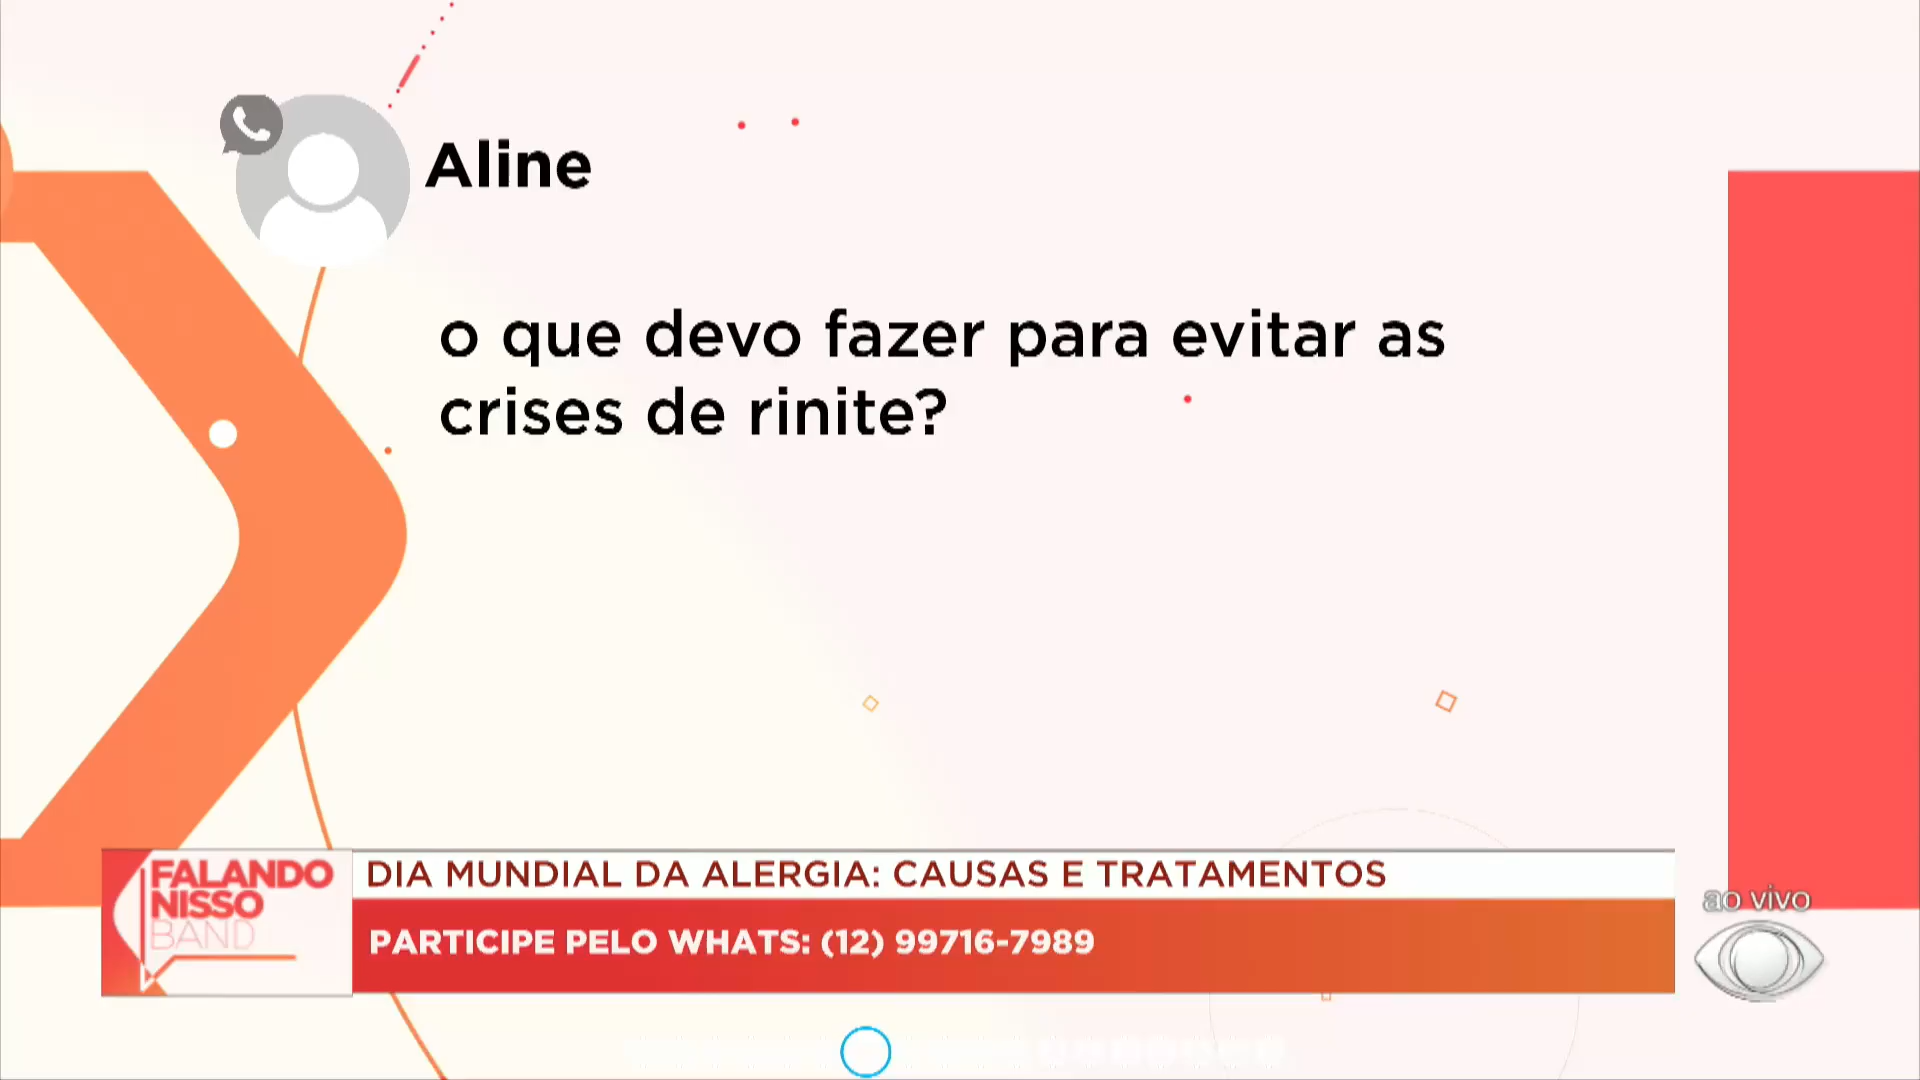 Aline
o que devo fazer para evitar as
crises de rinite?
FALANDO
NISSO
BAND
DIA MUNDIAL DA ALERGIA: CAUSAS E TRATAMENTOS
PARTICIPE PELO WHATS: (12) 99716-7989
ao vivo